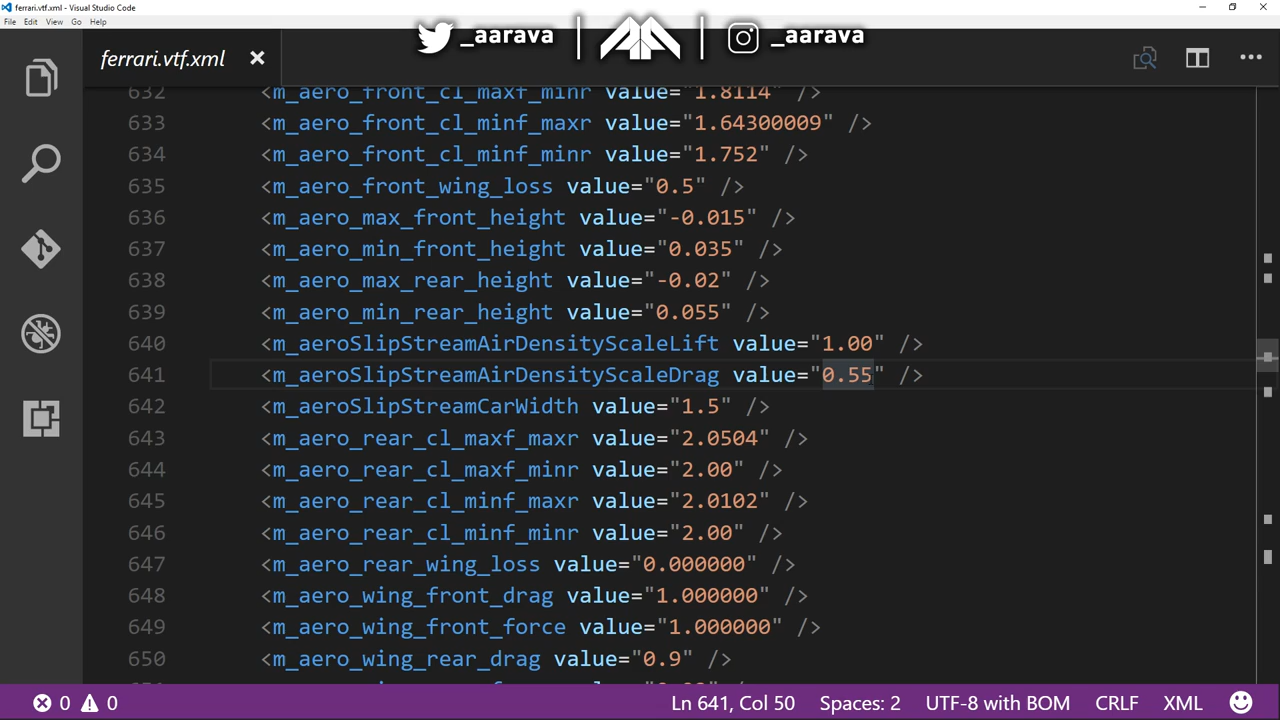 ferrari.vtf.xml - Visual Studio Code
File Edit View Go Help
_aarava _aarava
ferrari.vtf.xml
632 <m_aero_front_cl_maxf_minr value="1.8114" />
633 <m_aero_front_cl_minf_maxr value="1.64300009" />
634 <m_aero_front_cl_minf_minr value="1.752" />
635 <m_aero_front_wing_loss value="0.5" />
636 <m_aero_max_front_height value="-0.015" />
637 <m_aero_min_front_height value="0.035" />
638 <m_aero_max_rear_height value="-0.02" />
639 <m_aero_min_rear_height value="0.055" />
640 <m_aeroSlipStreamAirDensityScaleLift value="1.00" />
641 <m_aeroSlipStreamAirDensityScaleDrag value="0.55" />
642 <m_aeroSlipStreamCarWidth value="1.5" />
643 <m_aero_rear_cl_maxf_maxr value="2.0504" />
644 <m_aero_rear_cl_maxf_minr value="2.00" />
645 <m_aero_rear_cl_minf_maxr value="2.0102" />
646 <m_aero_rear_cl_minf_minr value="2.00" />
647 <m_aero_rear_wing_loss value="0.000000" />
648 <m_aero_wing_front_drag value="1.000000" />
649 <m_aero_wing_front_force value="1.000000" />
650 <m_aero_wing_rear_drag value="0.9" />
0 0 Ln 641, Col 50 Spaces: 2 UTF-8 with BOM CRLF XML